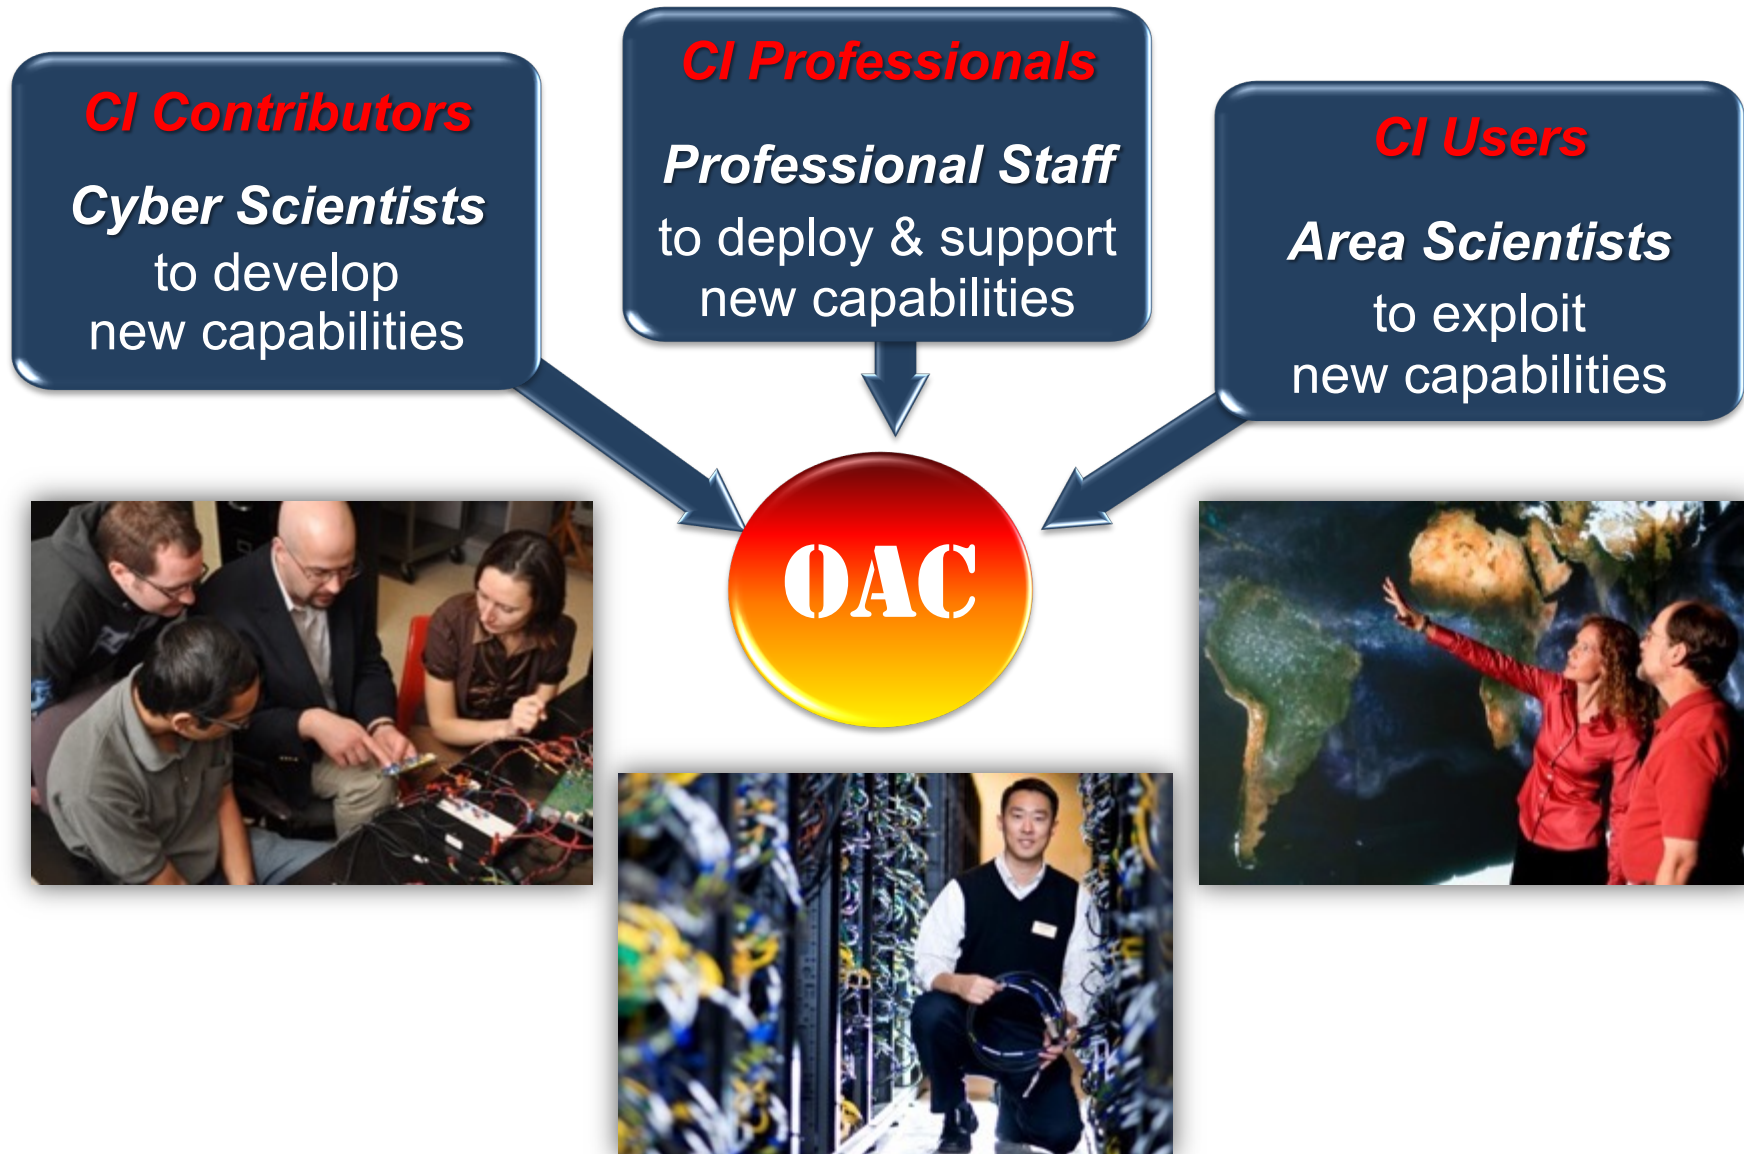 CI Contributors
Cyber Scientists
to develop
new capabilities
CI Professionals
Professional Staff
to deploy & support
new capabilities
CI Users
Area Scientists
to exploit
new capabilities
OAC